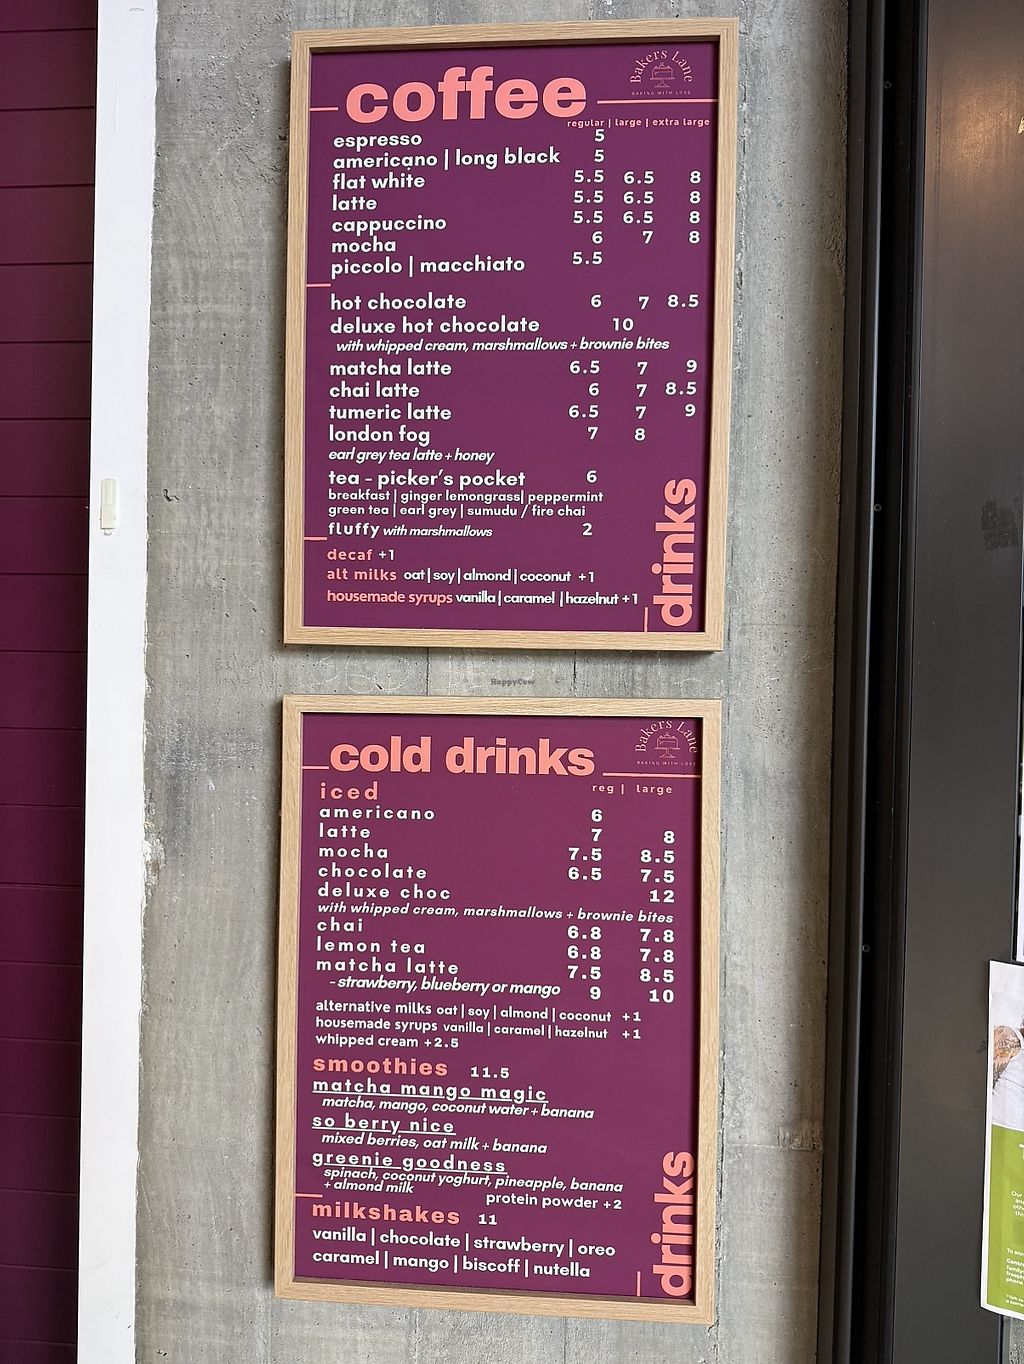 Bakers Lane
BAKING WITH LOVE
coffee
regular | large | extra large
espresso 5
americano | long black 5
flat white 5.5 6.5 8
latte 5.5 6.5 8
cappuccino 5.5 6.5 8
mocha 6 7 8
piccolo | macchiato 5.5
hot chocolate 6 7 8.5
deluxe hot chocolate 10
with whipped cream, marshmallows + brownie bites
matcha latte 6.5 7 9
chai latte 6 7 8.5
tumeric latte 6.5 7 9
london fog 7 8
earl grey tea latte + honey
tea - picker's pocket 6
breakfast | ginger lemongrass| peppermint
green tea | earl grey | sumudu / fire chai
fluffy with marshmallows 2
decaf +1
alt milks oat | soy | almond | coconut +1
housemade syrups vanilla | caramel | hazelnut +1
drinks
HappyCow
Bakers Lane
BAKING WITH LOVE
cold drinks
iced reg | large
americano 6
latte 7 8
mocha 7.5 8.5
chocolate 6.5 7.5
deluxe choc 12
with whipped cream, marshmallows + brownie bites
chai 6.8 7.8
lemon tea 6.8 7.8
matcha latte 7.5 8.5
- strawberry, blueberry or mango 9 10
alternative milks oat | soy | almond | coconut +1
housemade syrups vanilla | caramel | hazelnut +1
whipped cream +2.5
smoothies 11.5
matcha mango magic
matcha, mango, coconut water + banana
so berry nice
mixed berries, oat milk + banana
greenie goodness
spinach, coconut yoghurt, pineapple, banana
+ almond milk
protein powder +2
milkshakes 11
vanilla | chocolate | strawberry | oreo
caramel | mango | biscoff | nutella
drinks